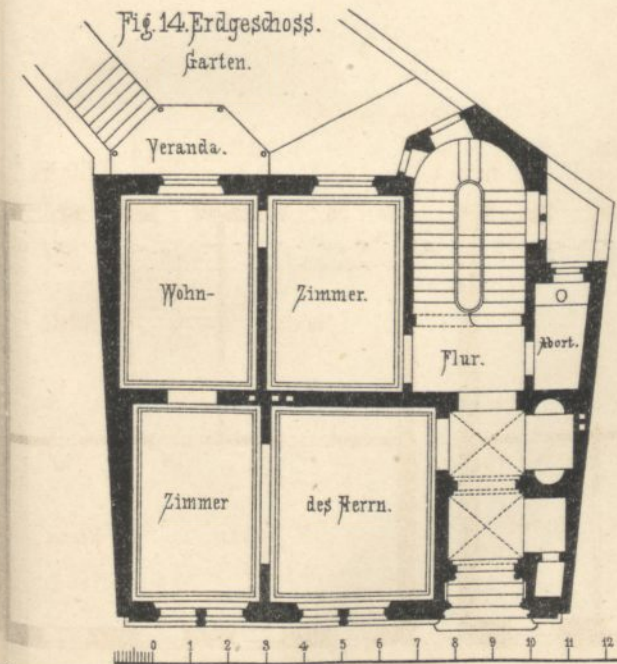 Fig. 14. Erdgeschoss.
Garten.
Veranda.
Wohn-
Zimmer.
Flur.
Abort.
Zimmer
des Herrn.
0 1 2 3 4 5 6 7 8 9 10 11 12